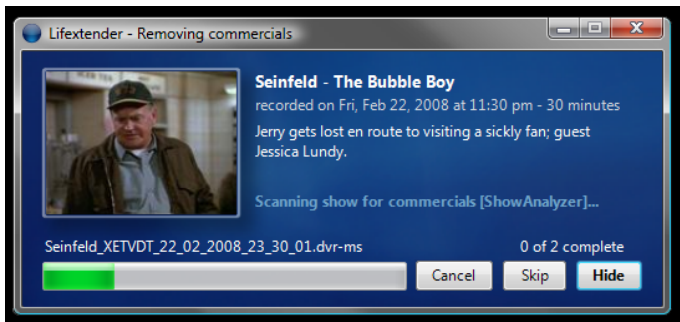 Lifextender - Removing commercials
Seinfeld - The Bubble Boy
recorded on Fri, Feb 22, 2008 at 11:30 pm - 30 minutes
Jerry gets lost en route to visiting a sickly fan; guest
Jessica Lundy.
Scanning show for commercials [ShowAnalyzer]...
Seinfeld_XETVDT_22_02_2008_23_30_01.dvr-ms
0 of 2 complete
Cancel
Skip
Hide